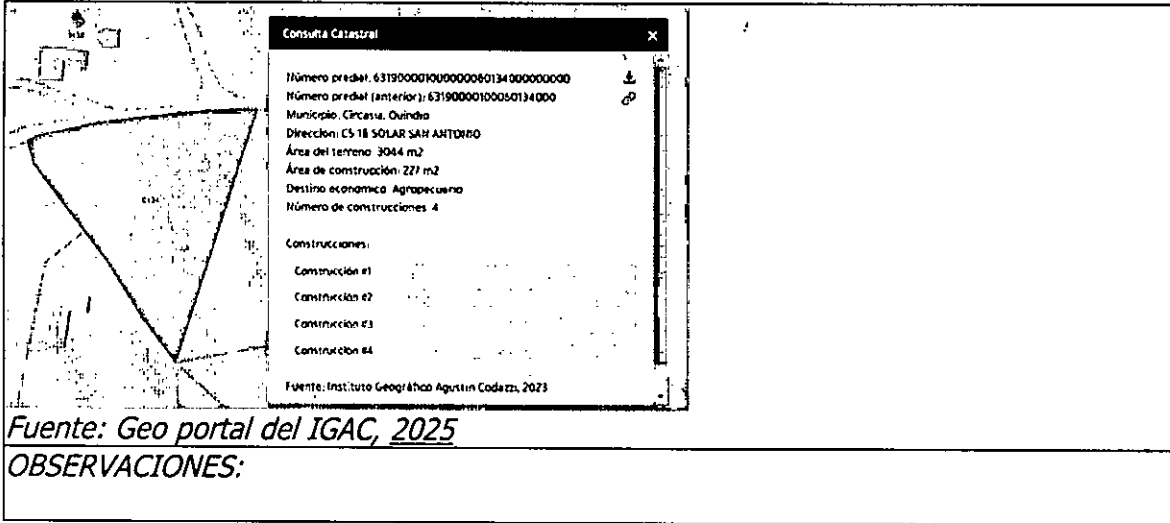 Consulta Catastral
Número predial: 631900001000000060134000000000
Número predial (anterior): 63190000100060134000
Municipio: Circasia, Quindío
Dirección: CS 1B SOLAR SAN ANTONIO
Área del terreno: 3044 m2
Área de construcción: 227 m2
Destino económico: Agropecuario
Número de construcciones: 4
Construcciones:
Construcción #1
Construcción #2
Construcción #3
Construcción #4
Fuente: Instituto Geográfico Agustín Codazzi, 2023
Fuente: Geo portal del IGAC, 2025
OBSERVACIONES: